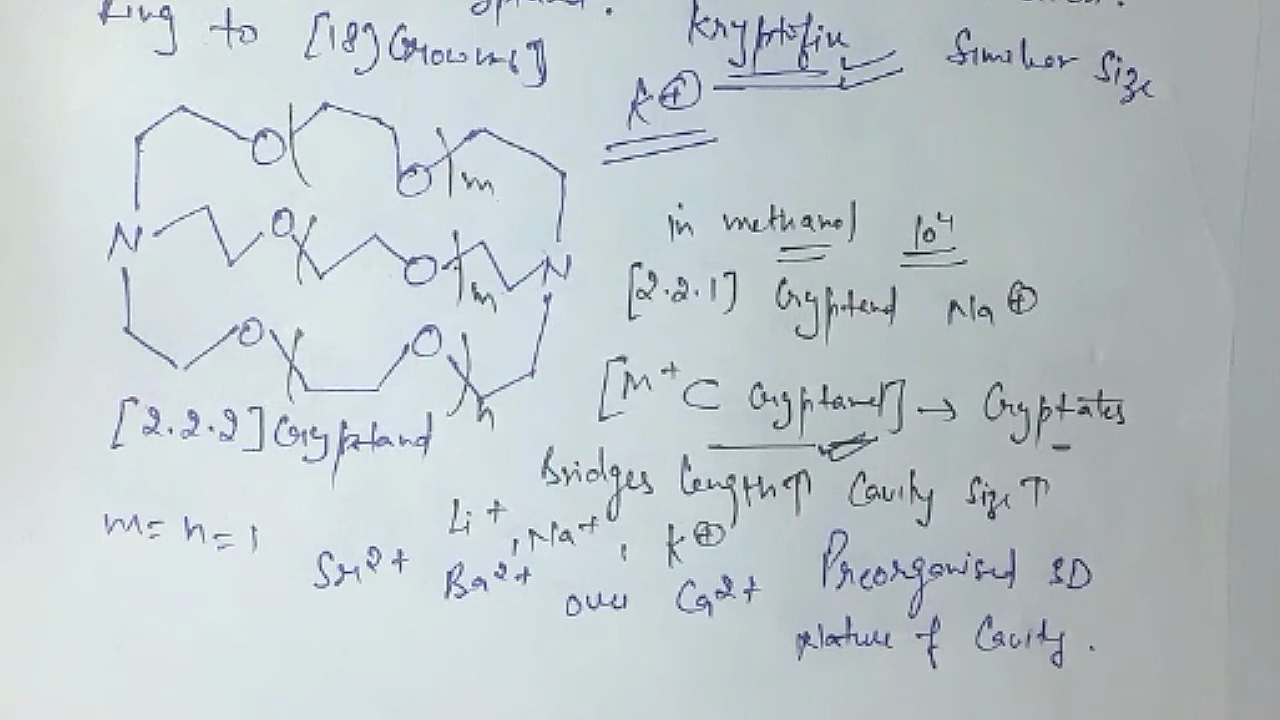 Ring to [18] Crown 6]
Kryptofix
K⊕
Similar Size
O O m
N O O m N
O O n
in methanol 10⁴
[2.2.1] Cryptand Na⊕
[M⁺ ⊂ Cryptand] → Cryptates
[2.2.2] Cryptand
Bridges length↑ Cavity Size ↑
m = n = 1
Li⁺, Na⁺, K⊕
Sr²⁺ Ba²⁺ over Ca²⁺
Preorganised 3D
nature of Cavity.